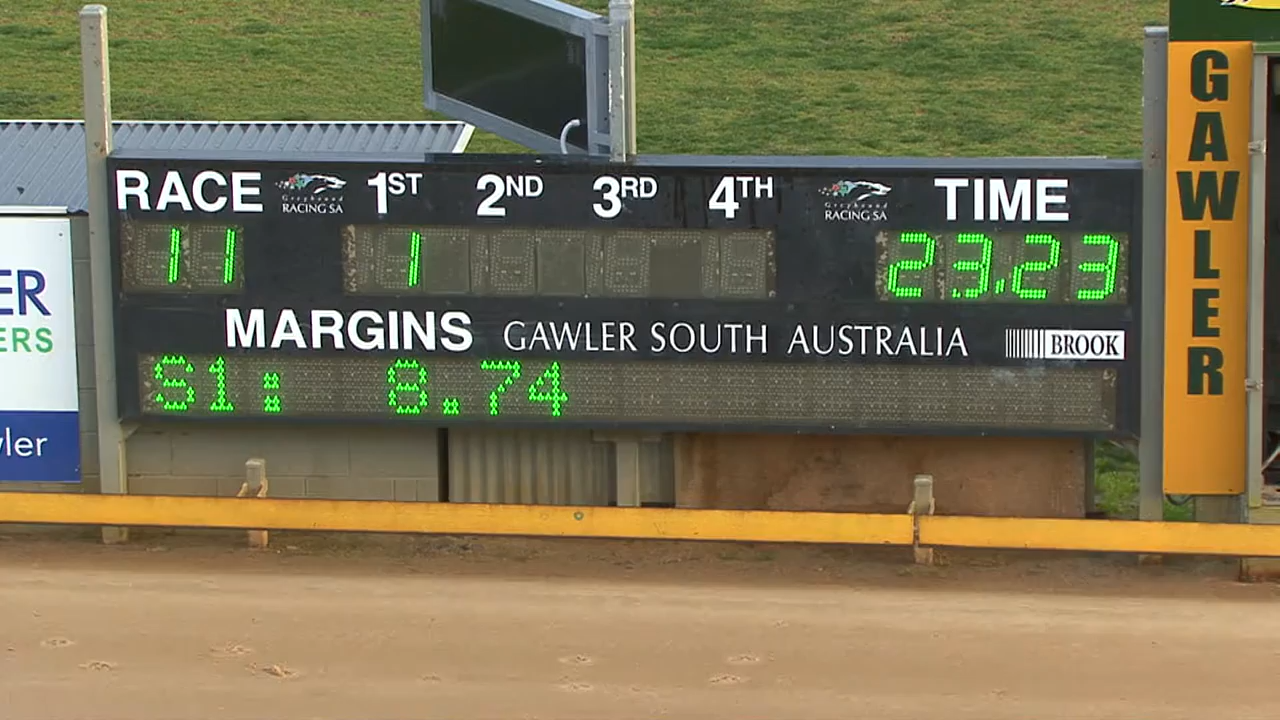 RACE Greyhound RACING SA 1ST 2ND 3RD 4TH Greyhound RACING SA TIME
11 1 23.23
MARGINS GAWLER SOUTH AUSTRALIA BROOK
S1: 8.74
GAWLER
ER
ERS
wler